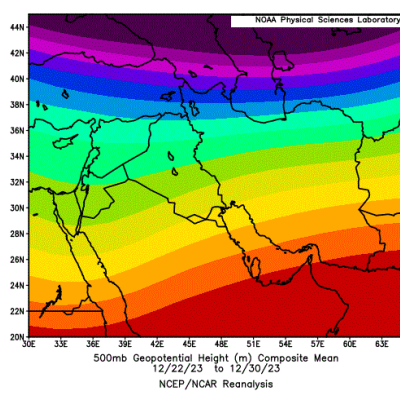 NOAA Physical Sciences Laboratory
44N
42N
40N
38N
36N
34N
32N
30N
28N
26N
24N
22N
20N
30E 33E 36E 39E 42E 45E 48E 51E 54E 57E 60E 63E
500mb Geopotential Height (m) Composite Mean
12/22/23 to 12/30/23
NCEP/NCAR Reanalysis